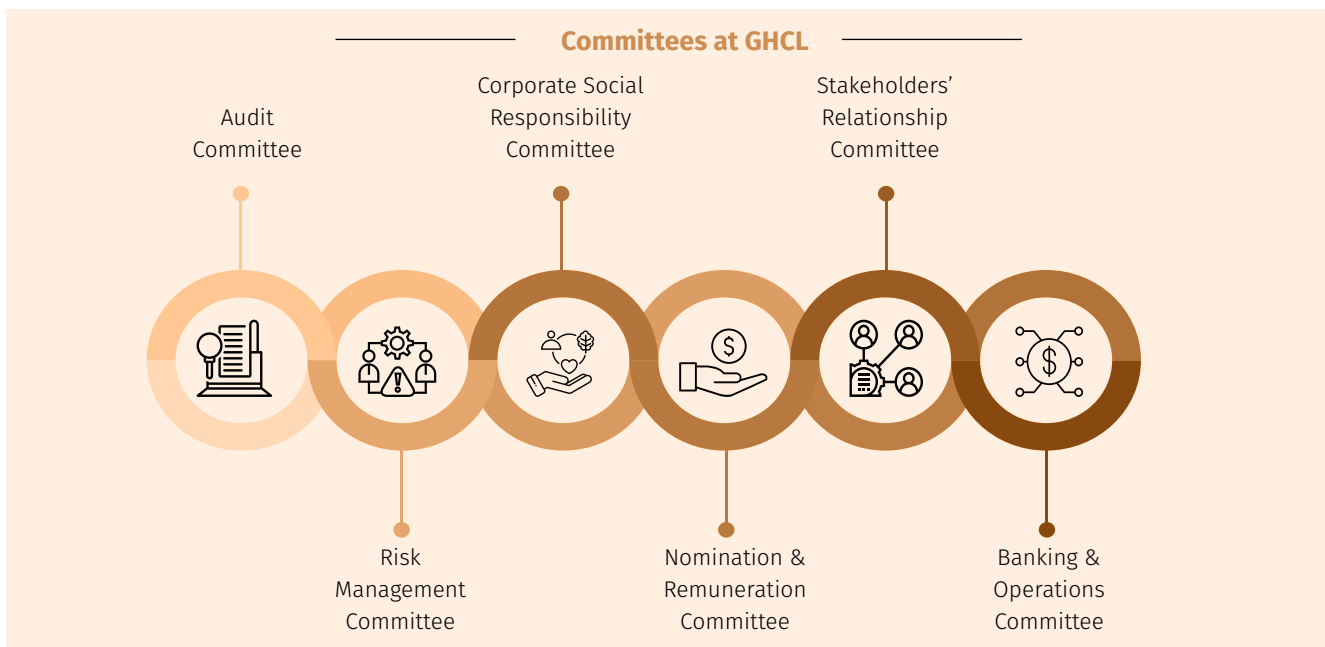 Committees at GHCL
Audit
Committee
Corporate Social
Responsibility
Committee
Stakeholders’
Relationship
Committee
Risk
Management
Committee
Nomination &
Remuneration
Committee
Banking &
Operations
Committee